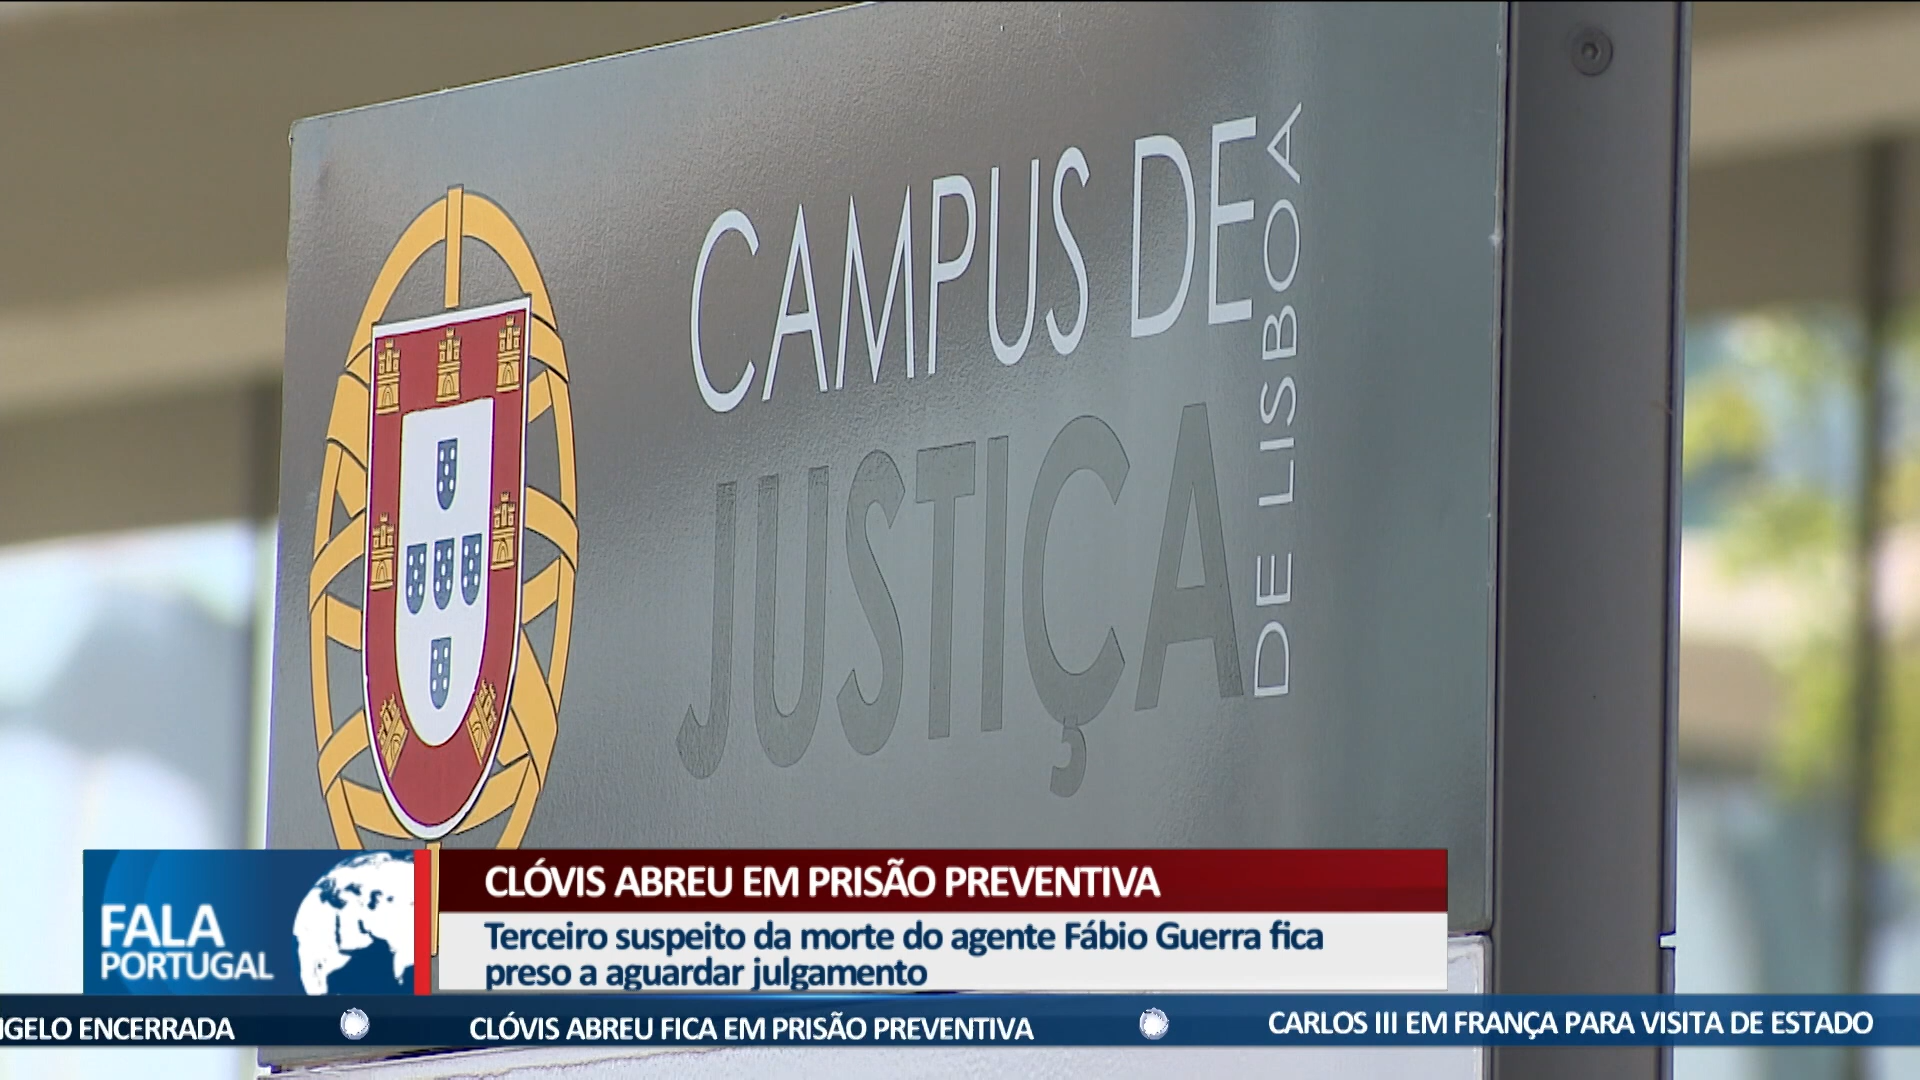 CAMPUS DE
JUSTIÇA
DE LISBOA
CLÓVIS ABREU EM PRISÃO PREVENTIVA
Terceiro suspeito da morte do agente Fábio Guerra fica
preso a aguardar julgamento
FALA
PORTUGAL
NGELO ENCERRADA
CLÓVIS ABREU FICA EM PRISÃO PREVENTIVA
CARLOS III EM FRANÇA PARA VISITA DE ESTADO